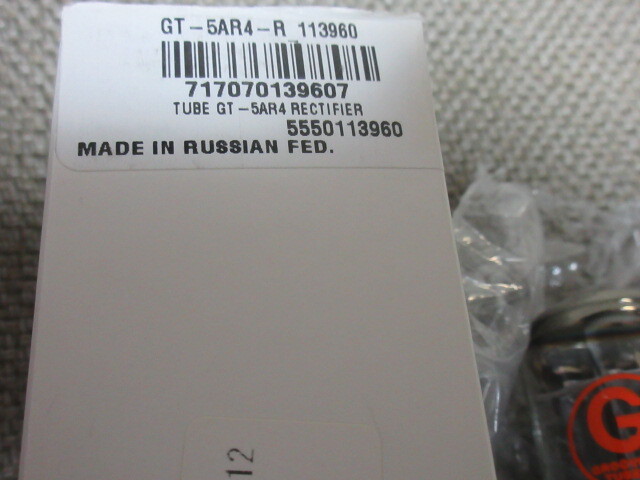 GT-5AR4-R 113960
717070139607
TUBE GT-5AR4 RECTIFIER
5550113960
MADE IN RUSSIAN FED.
12
G